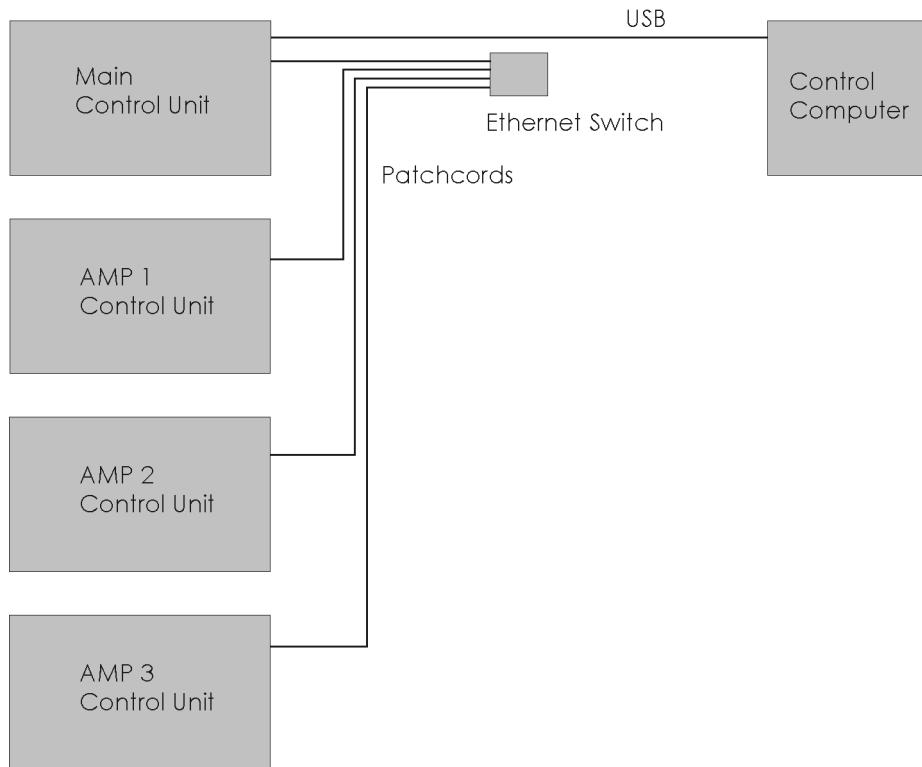 USB
Main
Control Unit
Control
Computer
Ethernet Switch
Patchcords
AMP 1
Control Unit
AMP 2
Control Unit
AMP 3
Control Unit